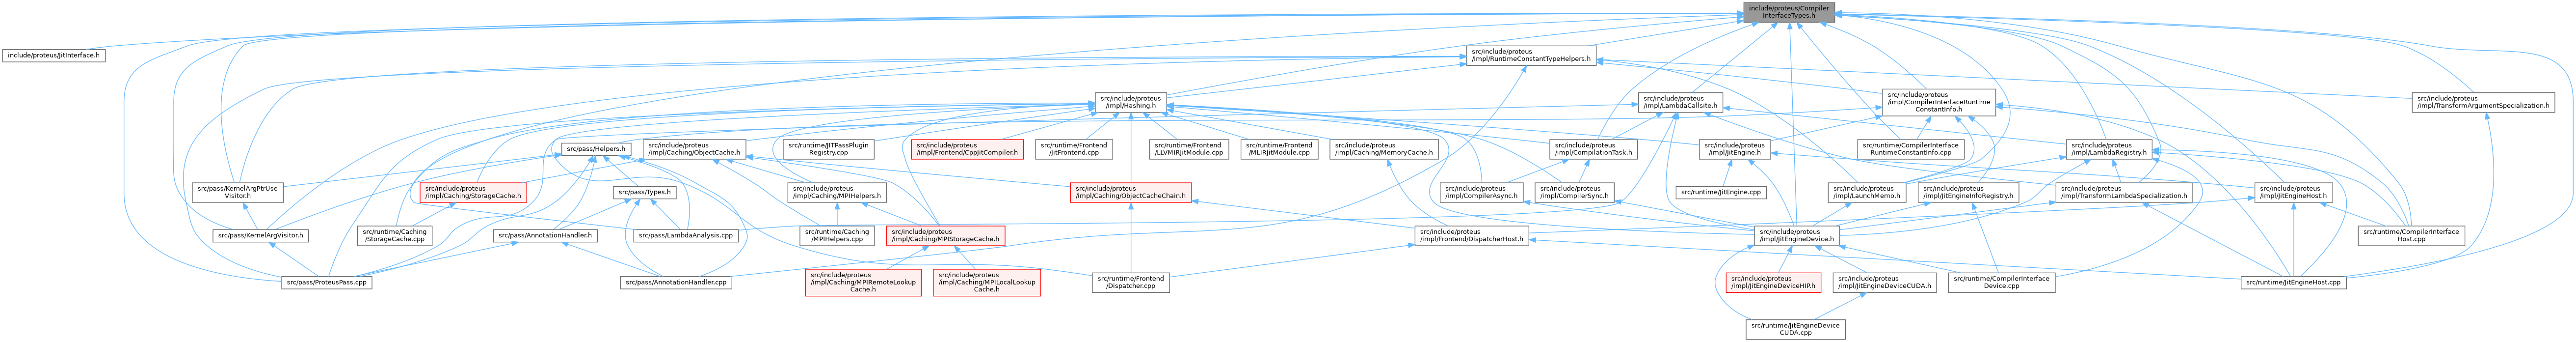 include/proteus/Compiler
InterfaceTypes.h
include/proteus/JitInterface.h
src/include/proteus
/impl/RuntimeConstantTypeHelpers.h
src/include/proteus
/impl/Hashing.h
src/include/proteus
/impl/LambdaCallsite.h
src/include/proteus
/impl/CompilerInterfaceRuntime
ConstantInfo.h
src/include/proteus
/impl/TransformArgumentSpecialization.h
src/pass/Helpers.h
src/include/proteus
/impl/Caching/ObjectCache.h
src/runtime/JITPassPlugin
Registry.cpp
src/include/proteus
/impl/Frontend/CppJitCompiler.h
src/runtime/Frontend
/JitFrontend.cpp
src/runtime/Frontend
/LLVMIRJitModule.cpp
src/runtime/Frontend
/MLIRJitModule.cpp
src/include/proteus
/impl/Caching/MemoryCache.h
src/include/proteus
/impl/CompilationTask.h
src/include/proteus
/impl/JitEngine.h
src/runtime/CompilerInterface
RuntimeConstantInfo.cpp
src/include/proteus
/impl/LambdaRegistry.h
src/pass/KernelArgPtrUse
Visitor.h
src/include/proteus
/impl/Caching/StorageCache.h
src/pass/Types.h
src/include/proteus
/impl/Caching/MPIHelpers.h
src/include/proteus
/impl/Caching/ObjectCacheChain.h
src/include/proteus
/impl/CompilerAsync.h
src/include/proteus
/impl/CompilerSync.h
src/runtime/JitEngine.cpp
src/include/proteus
/impl/LaunchMemo.h
src/include/proteus
/impl/JitEngineInfoRegistry.h
src/include/proteus
/impl/TransformLambdaSpecialization.h
src/include/proteus
/impl/JitEngineHost.h
src/pass/KernelArgVisitor.h
src/runtime/Caching
/StorageCache.cpp
src/pass/AnnotationHandler.h
src/pass/LambdaAnalysis.cpp
src/runtime/Caching
/MPIHelpers.cpp
src/include/proteus
/impl/Caching/MPIStorageCache.h
src/include/proteus
/impl/Frontend/DispatcherHost.h
src/include/proteus
/impl/JitEngineDevice.h
src/runtime/CompilerInterface
Host.cpp
src/pass/ProteusPass.cpp
src/pass/AnnotationHandler.cpp
src/include/proteus
/impl/Caching/MPIRemoteLookup
Cache.h
src/include/proteus
/impl/Caching/MPILocalLookup
Cache.h
src/runtime/Frontend
/Dispatcher.cpp
src/include/proteus
/impl/JitEngineDeviceHIP.h
src/include/proteus
/impl/JitEngineDeviceCUDA.h
src/runtime/CompilerInterface
Device.cpp
src/runtime/JitEngineHost.cpp
src/runtime/JitEngineDevice
CUDA.cpp